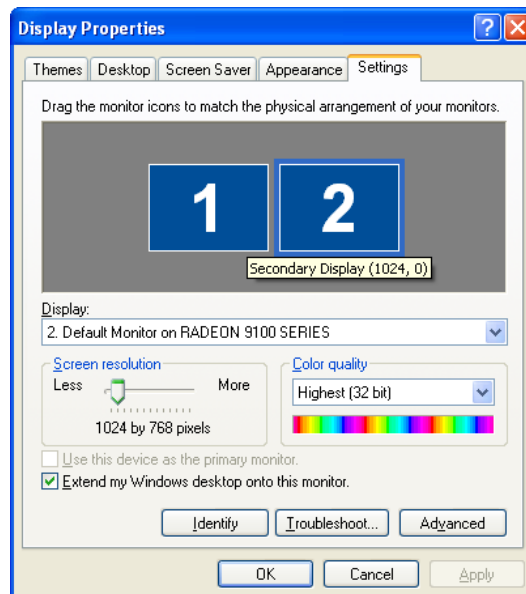 Display Properties
Themes Desktop Screen Saver Appearance Settings
Drag the monitor icons to match the physical arrangement of your monitors.
1 2
Secondary Display (1024, 0)
Display:
2. Default Monitor on RADEON 9100 SERIES
Screen resolution Color quality
Less More Highest (32 bit)
1024 by 768 pixels
Use this device as the primary monitor.
Extend my Windows desktop onto this monitor.
Identify Troubleshoot... Advanced
OK Cancel Apply